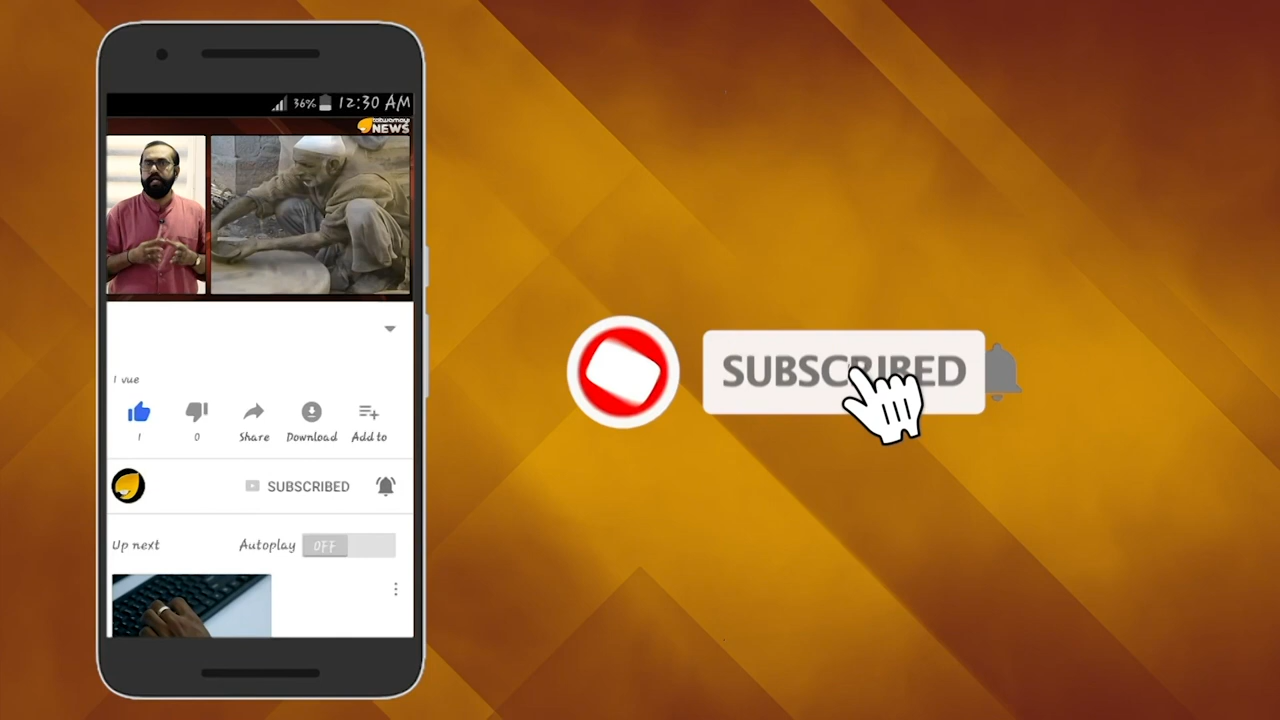 36% 12:30 AM
tatwamayi
NEWS
1 vue
1
0
Share
Download
Add to
SUBSCRIBED
Up next
Autoplay
OFF
SUBSCRIBED